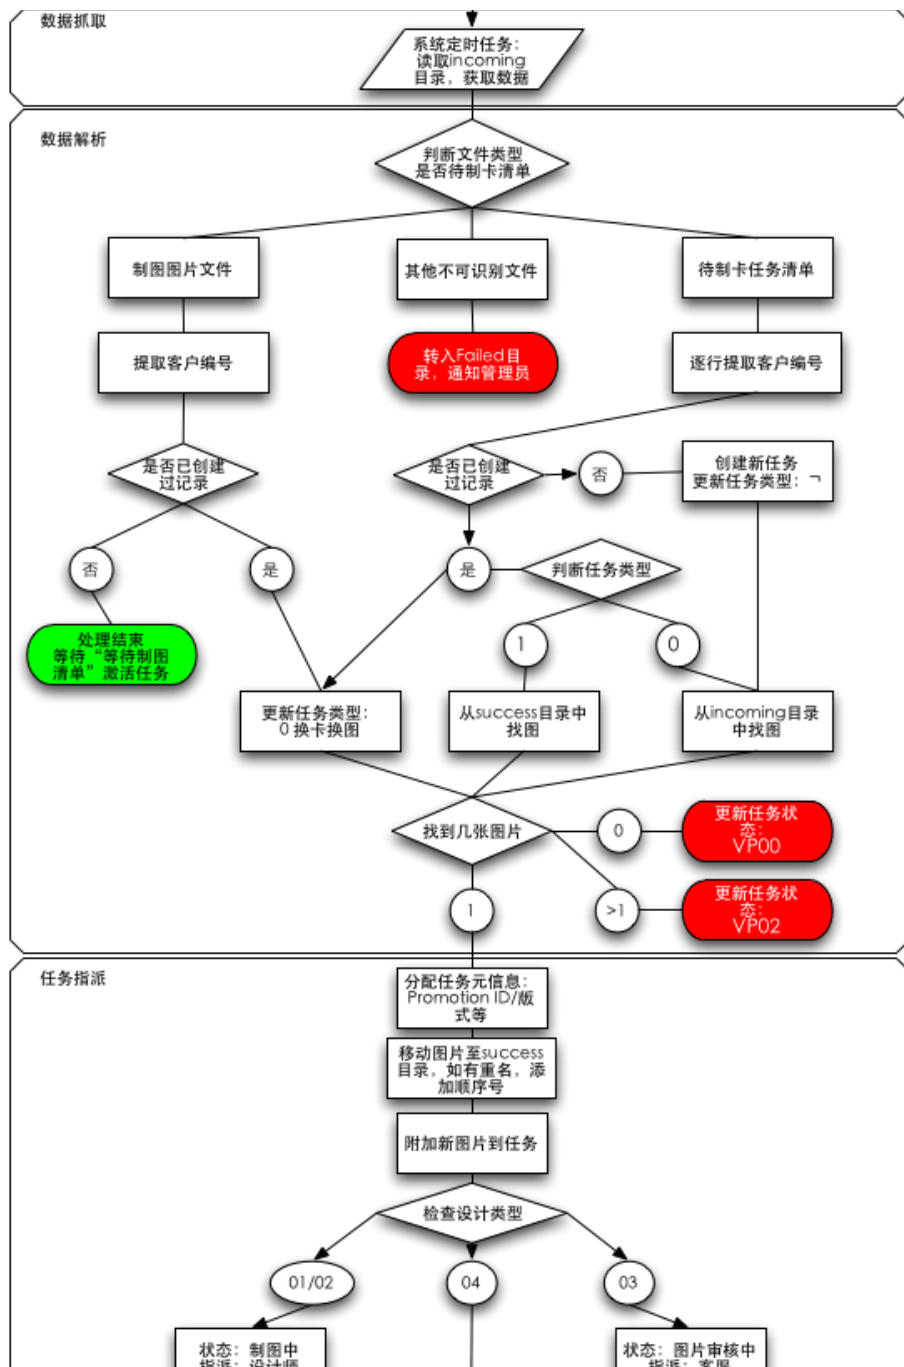 数据抓取
系统定时任务：
读取incoming
目录，获取数据
数据解析
判断文件类型
是否待制卡清单
制图图片文件
其他不可识别文件
待制卡任务清单
提取客户编号
转入Failed目
录，通知管理员
逐行提取客户编号
是否已创建
过记录
是否已创建
过记录
否
创建新任务
更新任务类型：¬
否
是
是
判断任务类型
处理结束
等待“等待制图
清单”激活任务
1
0
更新任务类型：
0 换卡换图
从success目录中
找图
从incoming目录
中找图
找到几张图片
0
更新任务状
态：
VP00
1
>1
更新任务状
态：
VP02
任务指派
分配任务元信息：
Promotion ID/版
式等
移动图片至success
目录，如有重名，添
加顺序号
附加新图片到任务
检查设计类型
01/02
04
03
状态：制图中
指派：设计师
状态：图片审核中
指派：客服